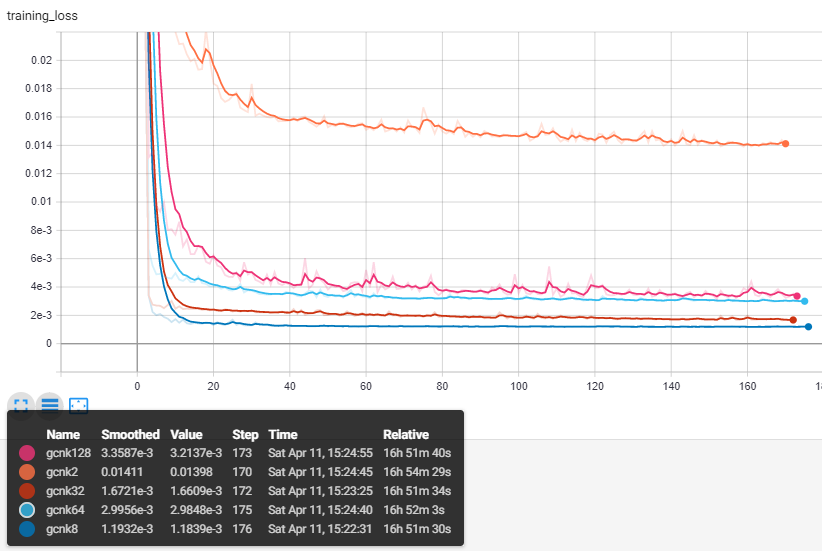 training_loss
0.02
0.018
0.016
0.014
0.012
0.01
8e-3
6e-3
4e-3
2e-3
0
0 20 40 60 80 100 120 140 160
Name Smoothed Value Step Time Relative
gcnk128 3.3587e-3 3.2137e-3 173 Sat Apr 11, 15:24:55 16h 51m 40s
gcnk2 0.01411 0.01398 170 Sat Apr 11, 15:24:45 16h 54m 29s
gcnk32 1.6721e-3 1.6609e-3 172 Sat Apr 11, 15:23:25 16h 51m 34s
gcnk64 2.9956e-3 2.9848e-3 175 Sat Apr 11, 15:24:40 16h 52m 3s
gcnk8 1.1932e-3 1.1839e-3 176 Sat Apr 11, 15:22:31 16h 51m 30s